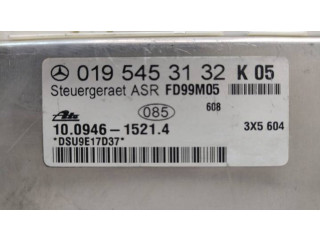 019 545 31 32 K 05
Steuergeraet ASR FD99M05
085 608
Ate
10.0946-1521.4 3X5 604
*DSU9E17D37*